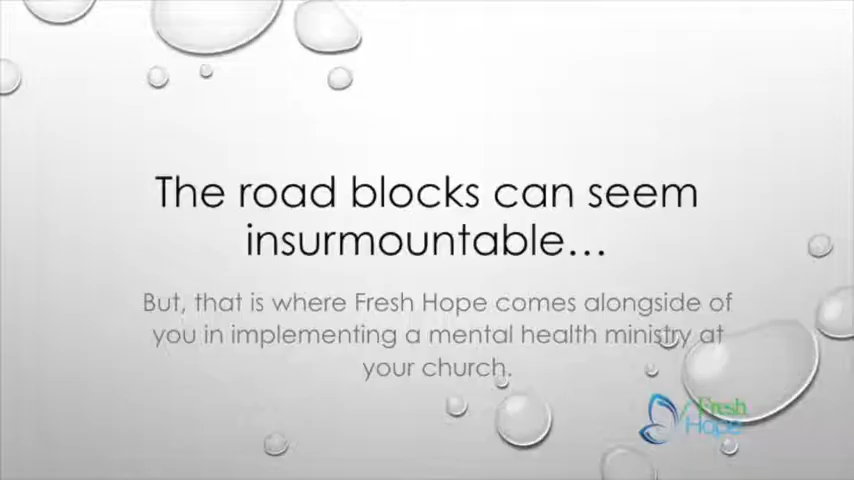 The road blocks can seem
insurmountable...
But, that is where Fresh Hope comes alongside of
you in implementing a mental health ministry at
your church.
Fresh
Hope